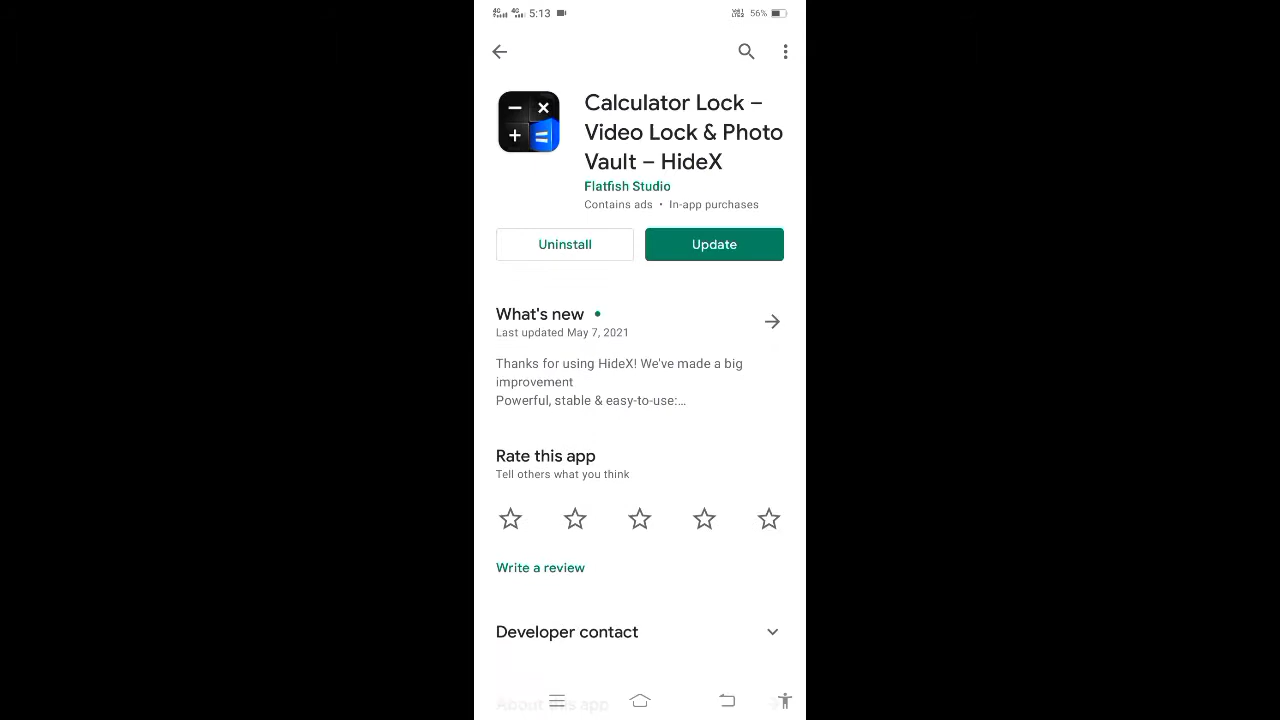 4G 4G 5:13 56%
Calculator Lock –
Video Lock & Photo
Vault – HideX
Flatfish Studio
Contains ads • In-app purchases
Uninstall Update
What's new •
Last updated May 7, 2021
Thanks for using HideX! We've made a big
improvement
Powerful, stable & easy-to-use:...
Rate this app
Tell others what you think
Write a review
Developer contact
About this app